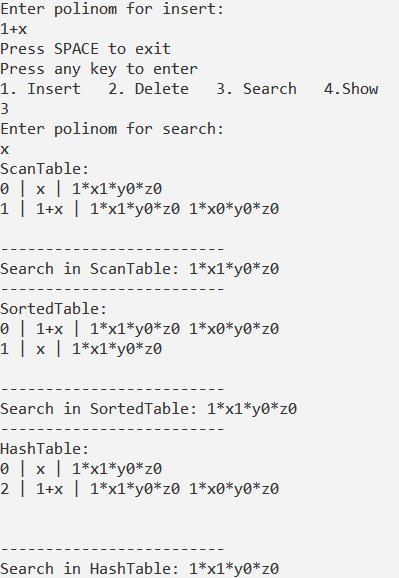 Enter polinom for insert:
1+x
Press SPACE to exit
Press any key to enter
1. Insert   2. Delete   3. Search   4.Show
3
Enter polinom for search:
x
ScanTable:
0 | x | 1*x1*y0*z0
1 | 1+x | 1*x1*y0*z0 1*x0*y0*z0
-------------------------
Search in ScanTable: 1*x1*y0*z0
-------------------------
SortedTable:
0 | 1+x | 1*x1*y0*z0 1*x0*y0*z0
1 | x | 1*x1*y0*z0
-------------------------
Search in SortedTable: 1*x1*y0*z0
-------------------------
HashTable:
0 | x | 1*x1*y0*z0
2 | 1+x | 1*x1*y0*z0 1*x0*y0*z0
-------------------------
Search in HashTable: 1*x1*y0*z0